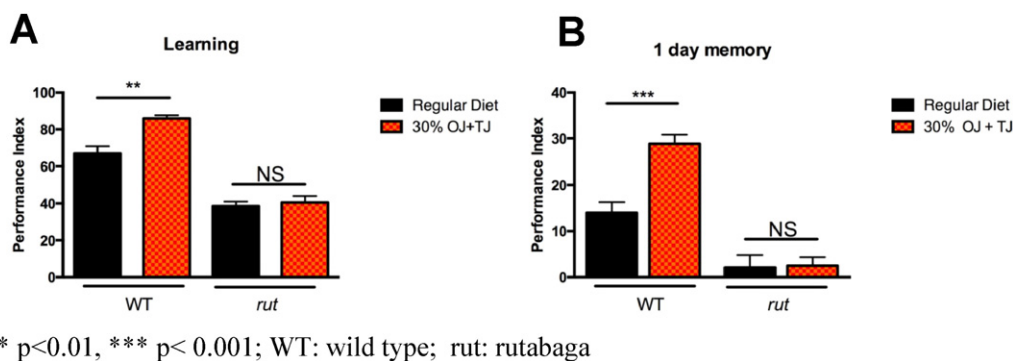 A
Learning
Performance Index
100
80
60
40
20
0
**
NS
WT
rut
Regular Diet
30% OJ+TJ
B
1 day memory
Performance Index
40
30
20
10
0
***
NS
WT
rut
Regular Diet
30% OJ + TJ
* p<0.01, *** p< 0.001; WT: wild type; rut: rutabaga